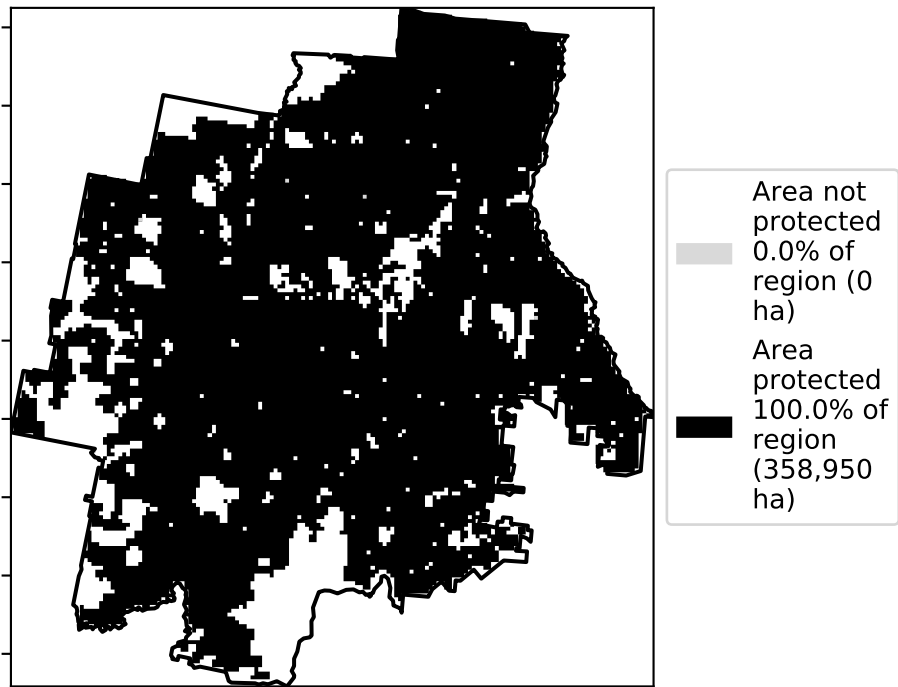 Area not
protected
0.0% of
region (0
ha)
Area
protected
100.0% of
region
(358,950
ha)